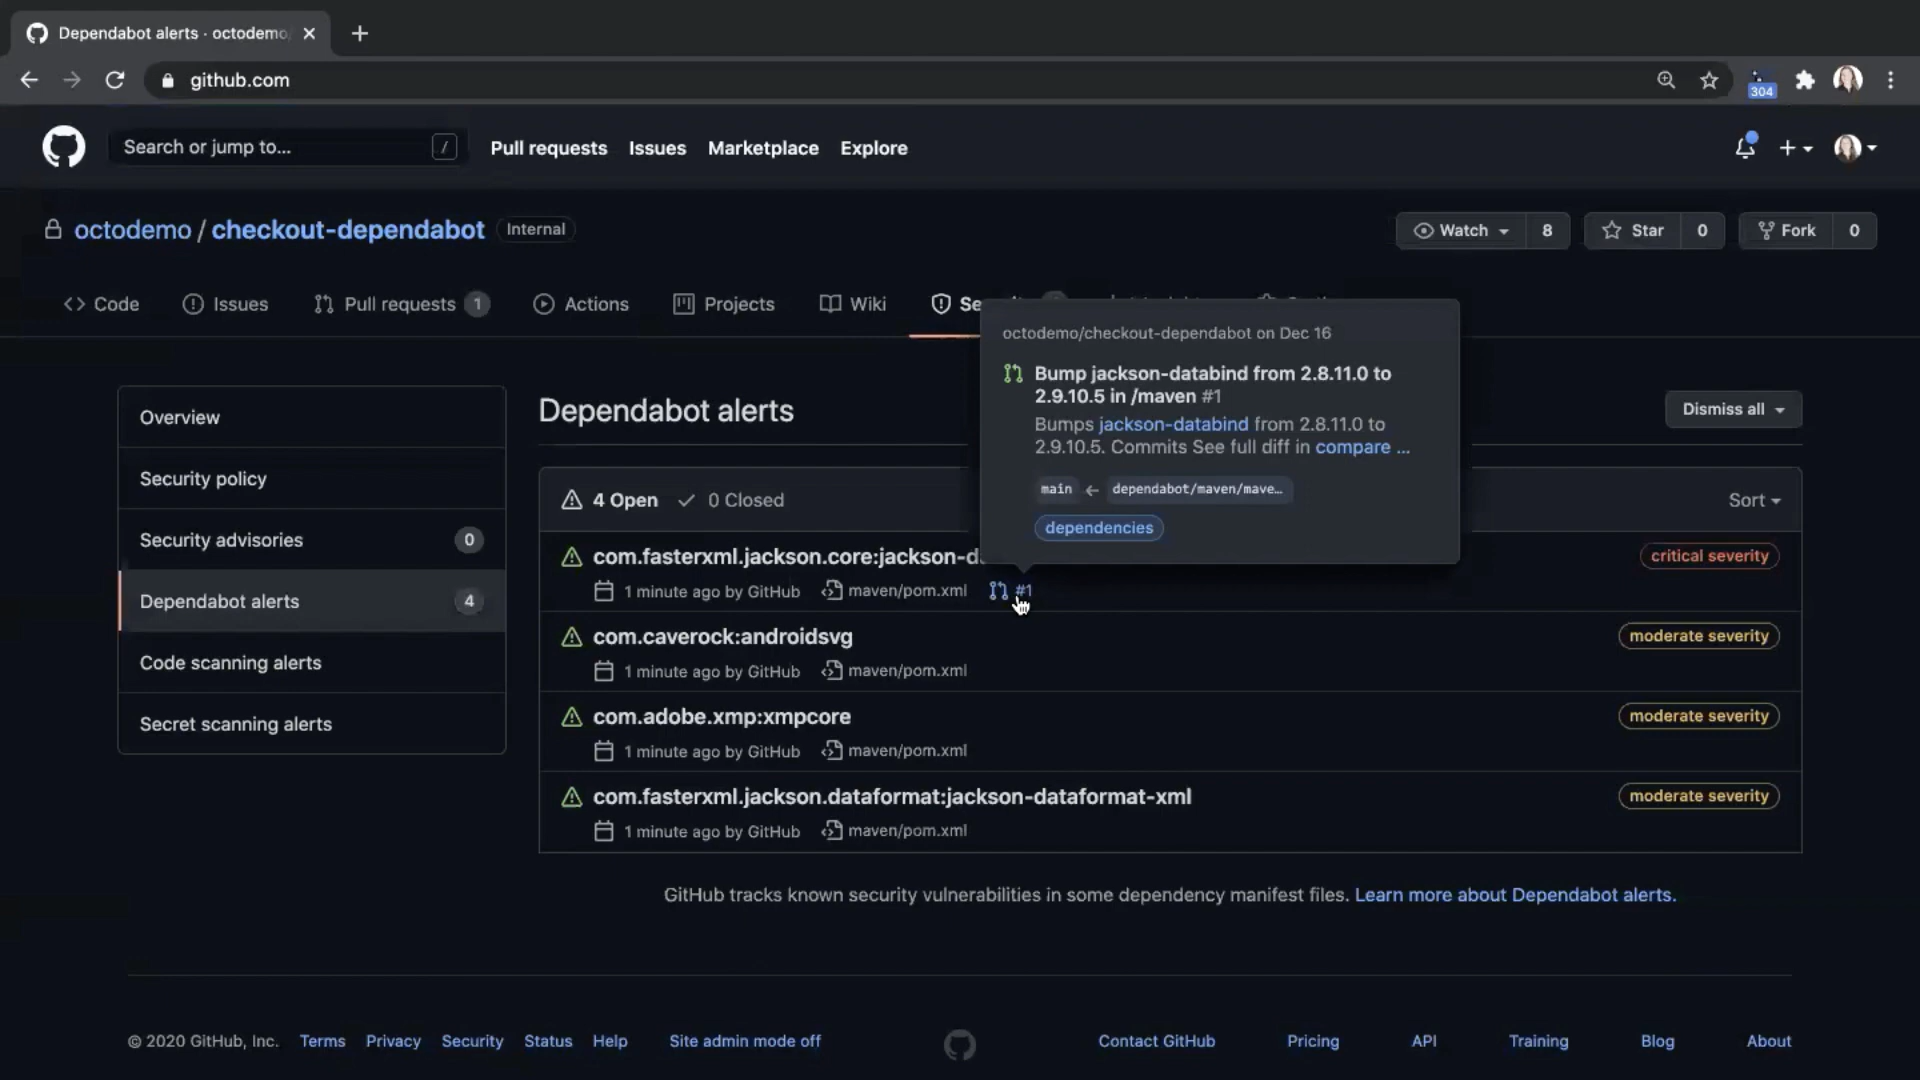 Dependabot alerts · octodemo
github.com
304
Search or jump to... /
Pull requests Issues Marketplace Explore
octodemo / checkout-dependabot Internal
Watch 8 Star 0 Fork 0
Code Issues Pull requests 1 Actions Projects Wiki
octodemo/checkout-dependabot on Dec 16
Bump jackson-databind from 2.8.11.0 to
2.9.10.5 in /maven #1
Bumps jackson-databind from 2.8.11.0 to
2.9.10.5. Commits See full diff in compare ...
main ← dependabot/maven/mave…
dependencies
Overview
Security policy
Security advisories 0
Dependabot alerts 4
Code scanning alerts
Secret scanning alerts
Dependabot alerts
Dismiss all
4 Open 0 Closed
Sort
com.fasterxml.jackson.core:jackson-d
critical severity
1 minute ago by GitHub maven/pom.xml #1
com.caverock:androidsvg
moderate severity
1 minute ago by GitHub maven/pom.xml
com.adobe.xmp:xmpcore
moderate severity
1 minute ago by GitHub maven/pom.xml
com.fasterxml.jackson.dataformat:jackson-dataformat-xml
moderate severity
1 minute ago by GitHub maven/pom.xml
GitHub tracks known security vulnerabilities in some dependency manifest files. Learn more about Dependabot alerts.
© 2020 GitHub, Inc. Terms Privacy Security Status Help Site admin mode off Contact GitHub Pricing API Training Blog About